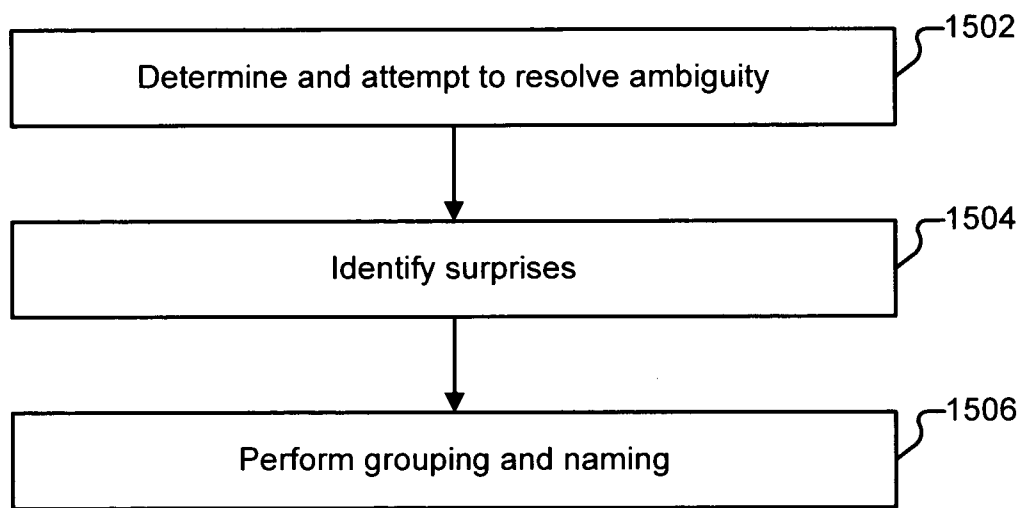 1502
Determine and attempt to resolve ambiguity
1504
Identify surprises
1506
Perform grouping and naming